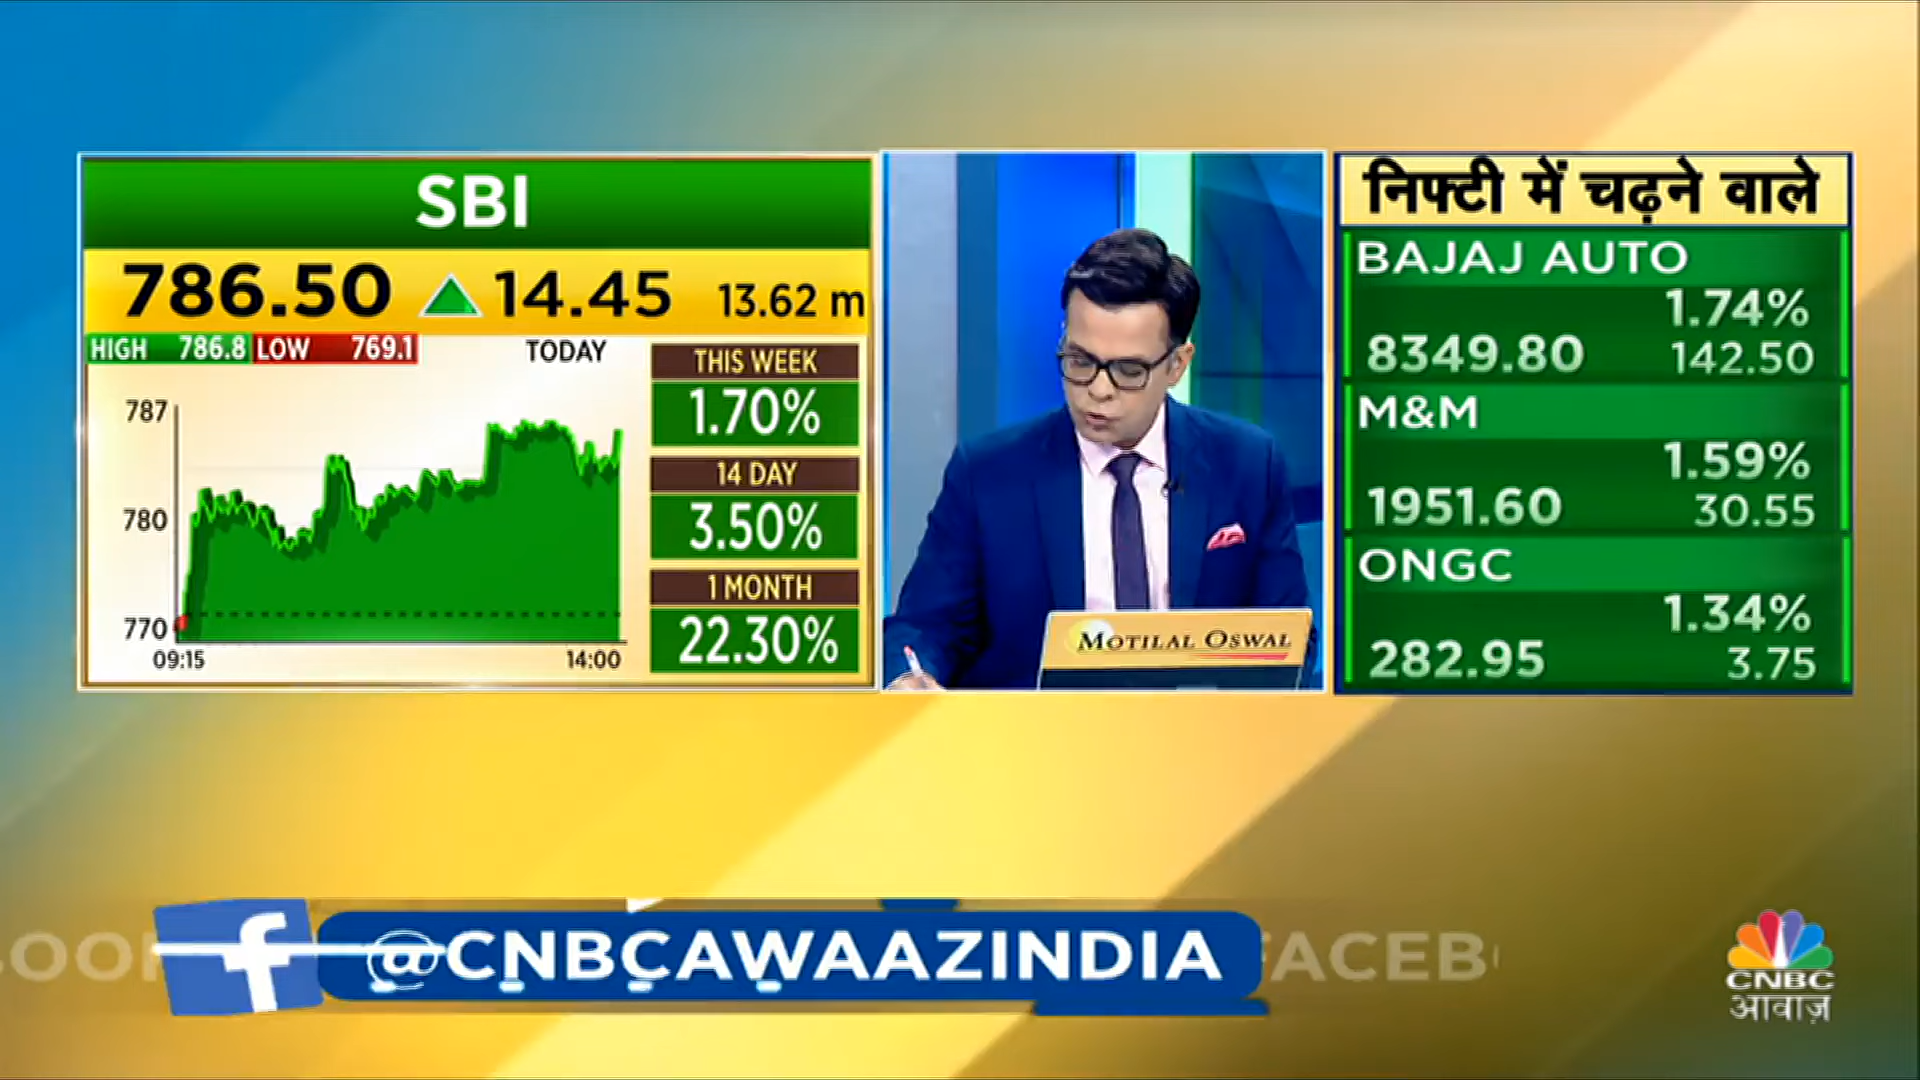 SBI
786.50 14.45 13.62 m
HIGH 786.8 LOW 769.1 TODAY
787
780
770
09:15 14:00
THIS WEEK
1.70%
14 DAY
3.50%
1 MONTH
22.30%
MOTILAL OSWAL
निफ्टी में चढ़ने वाले
BAJAJ AUTO
1.74%
8349.80 142.50
M&M
1.59%
1951.60 30.55
ONGC
1.34%
282.95 3.75
@CNBCAWAAZINDIA
CNBC
आवाज़